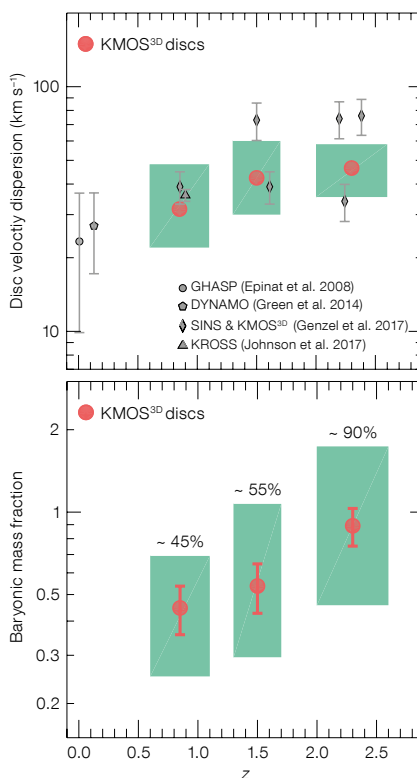 KMOS³ᴰ discs
Disc veloctiy dispersion (km s⁻¹)
100
10
GHASP (Epinat et al. 2008)
DYNAMO (Green et al. 2014)
SINS & KMOS³ᴰ (Genzel et al. 2017)
KROSS (Johnson et al. 2017)
KMOS³ᴰ discs
Baryonic mass fraction
2
1
0.5
0.3
0.2
~ 45%
~ 55%
~ 90%
0.0 0.5 1.0 1.5 2.0 2.5
z